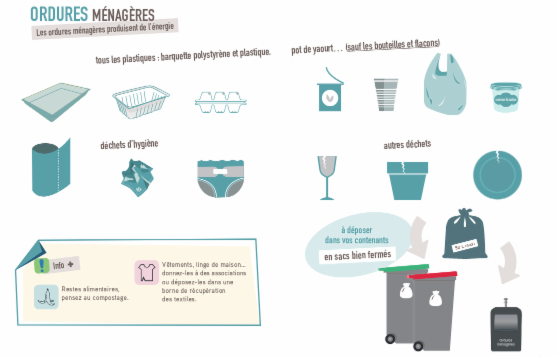 ORDURES MÉNAGÈRES
Les ordures ménagères produisent de l'énergie
tous les plastiques : barquette polystyrène et plastique, pot de yaourt... (sauf les bouteilles et flacons)
crème fraîche
déchets d'hygiène
autres déchets
à déposer
dans vos contenants
en sacs bien fermés
Info +
Restes alimentaires,
pensez au compostage.
Vêtements, linge de maison...
donnez-les à des associations
ou déposez-les dans une
borne de récupération
des textiles.
ordures
ménagères